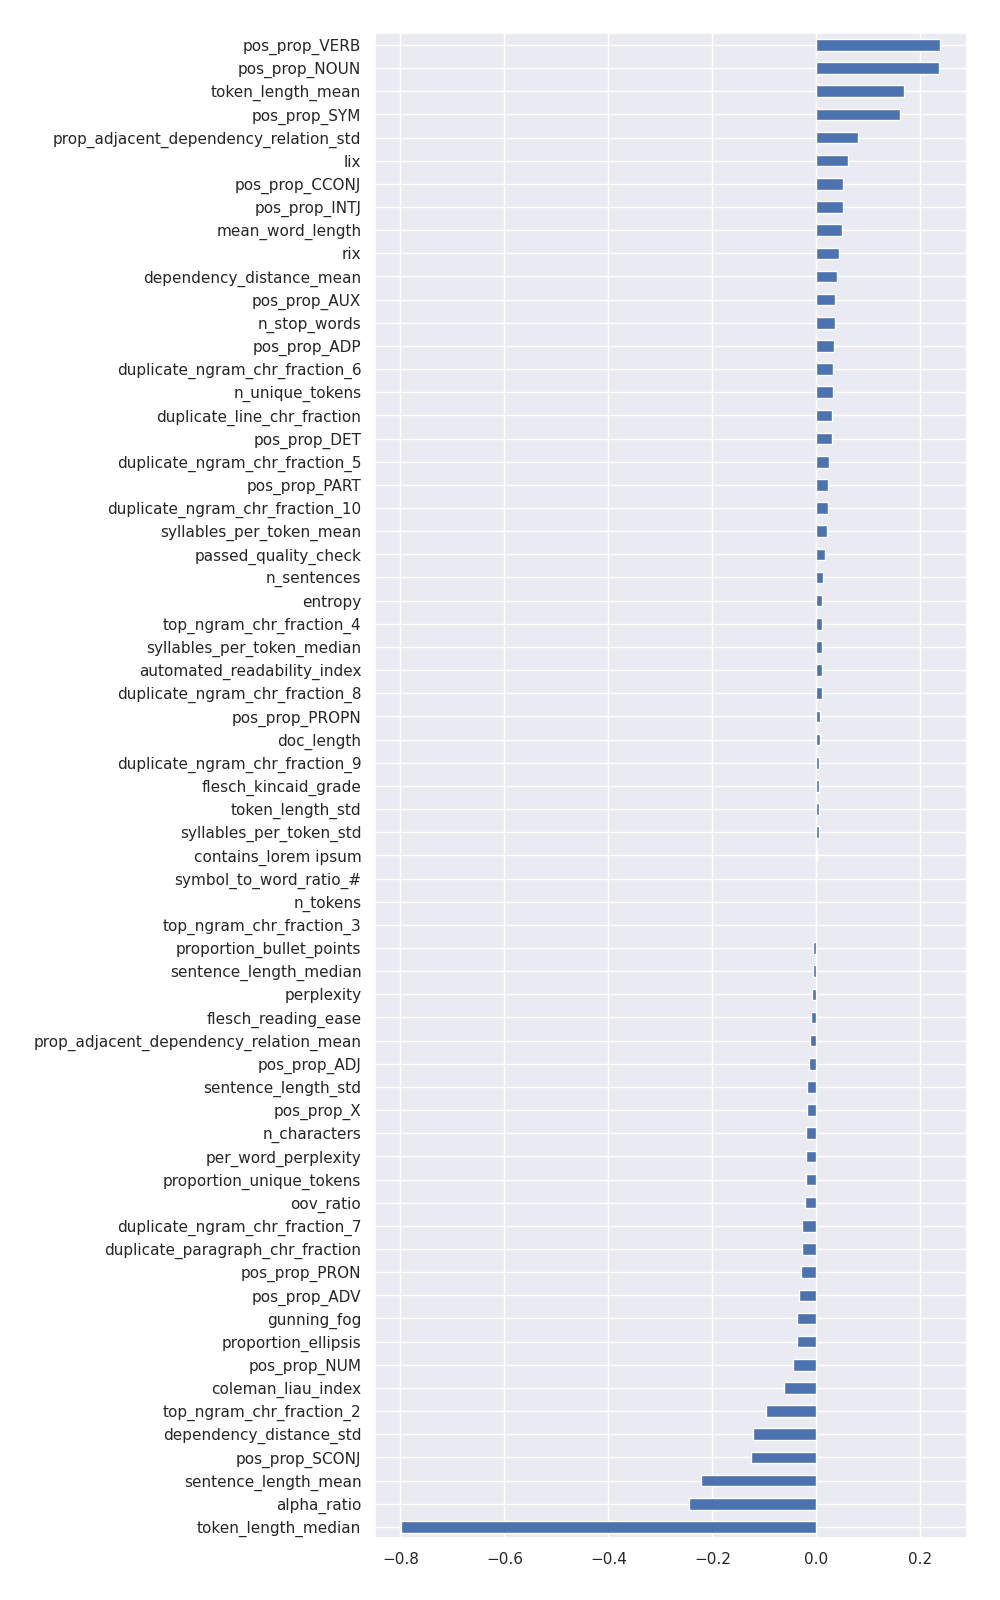 pos_prop_VERB
pos_prop_NOUN
token_length_mean
pos_prop_SYM
prop_adjacent_dependency_relation_std
lix
pos_prop_CCONJ
pos_prop_INTJ
mean_word_length
rix
dependency_distance_mean
pos_prop_AUX
n_stop_words
pos_prop_ADP
duplicate_ngram_chr_fraction_6
n_unique_tokens
duplicate_line_chr_fraction
pos_prop_DET
duplicate_ngram_chr_fraction_5
pos_prop_PART
duplicate_ngram_chr_fraction_10
syllables_per_token_mean
passed_quality_check
n_sentences
entropy
top_ngram_chr_fraction_4
syllables_per_token_median
automated_readability_index
duplicate_ngram_chr_fraction_8
pos_prop_PROPN
doc_length
duplicate_ngram_chr_fraction_9
flesch_kincaid_grade
token_length_std
syllables_per_token_std
contains_lorem ipsum
symbol_to_word_ratio_#
n_tokens
top_ngram_chr_fraction_3
proportion_bullet_points
sentence_length_median
perplexity
flesch_reading_ease
prop_adjacent_dependency_relation_mean
pos_prop_ADJ
sentence_length_std
pos_prop_X
n_characters
per_word_perplexity
proportion_unique_tokens
oov_ratio
duplicate_ngram_chr_fraction_7
duplicate_paragraph_chr_fraction
pos_prop_PRON
pos_prop_ADV
gunning_fog
proportion_ellipsis
pos_prop_NUM
coleman_liau_index
top_ngram_chr_fraction_2
dependency_distance_std
pos_prop_SCONJ
sentence_length_mean
alpha_ratio
token_length_median
−0.8 −0.6 −0.4 −0.2 0.0 0.2